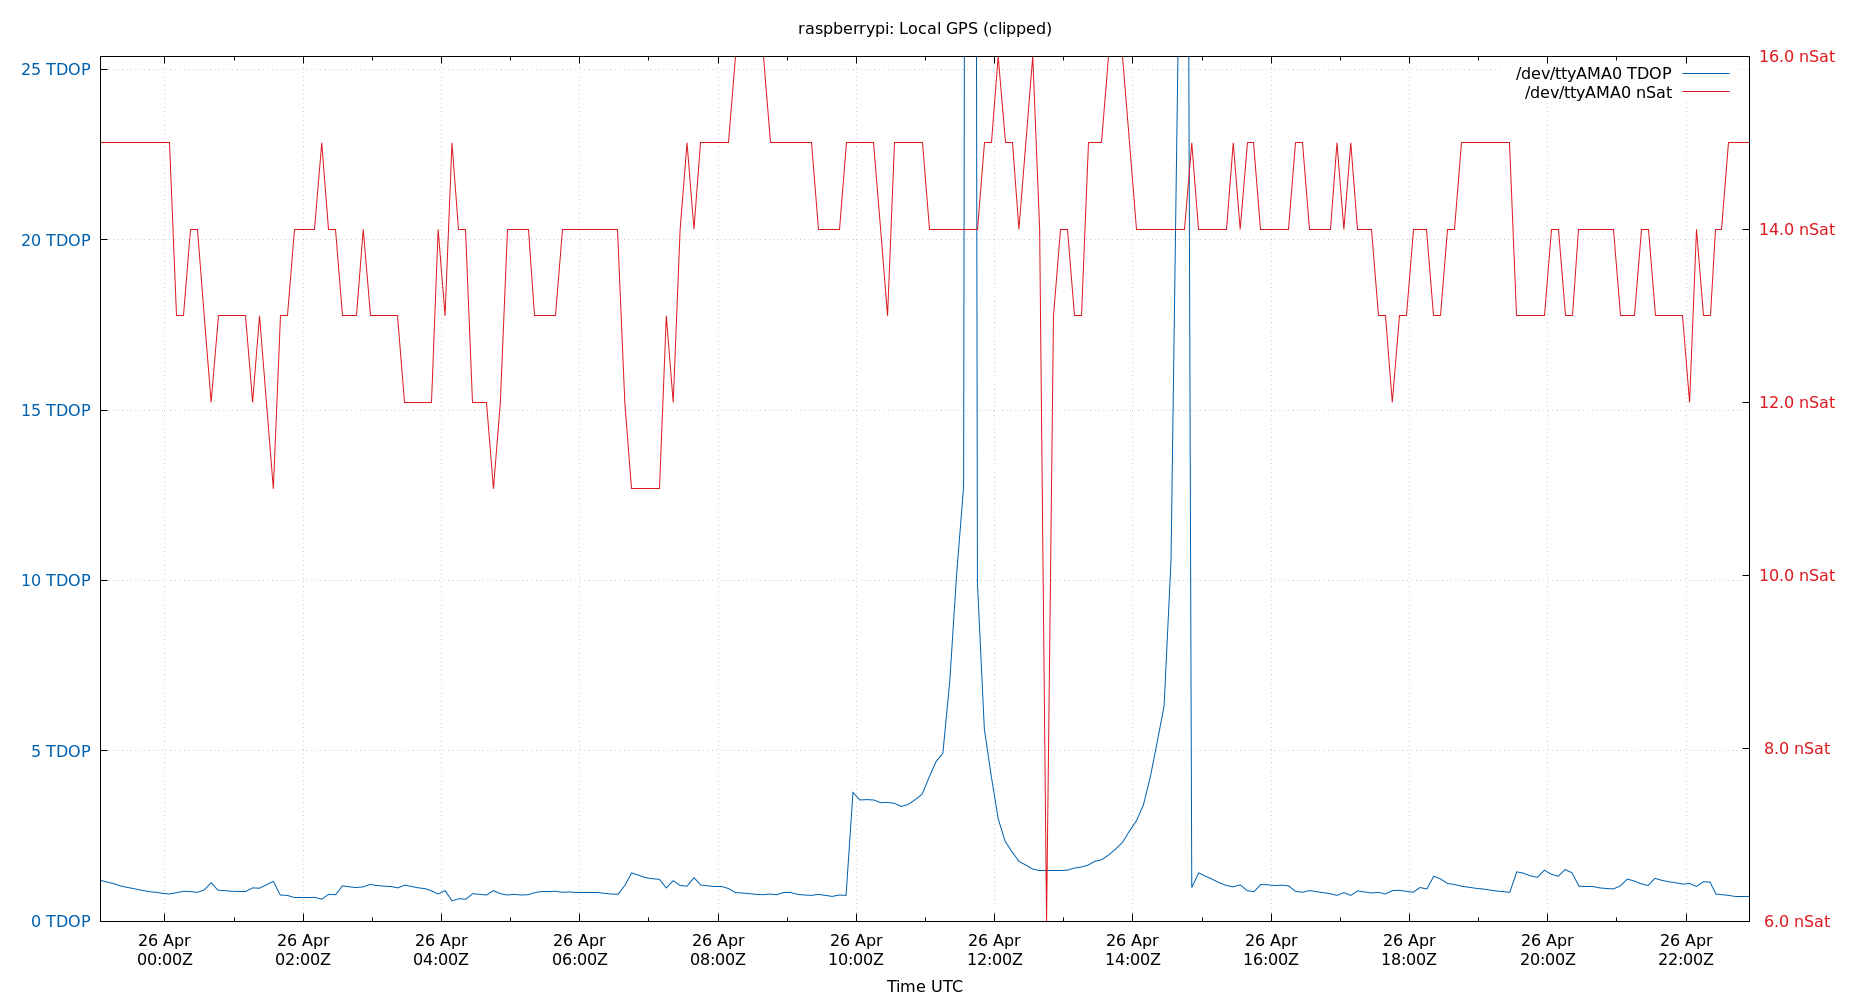 raspberrypi: Local GPS (clipped)
25 TDOP
20 TDOP
15 TDOP
10 TDOP
5 TDOP
0 TDOP
16.0 nSat
14.0 nSat
12.0 nSat
10.0 nSat
8.0 nSat
6.0 nSat
/dev/ttyAMA0 TDOP
/dev/ttyAMA0 nSat
26 Apr 26 Apr 26 Apr 26 Apr 26 Apr 26 Apr 26 Apr 26 Apr 26 Apr 26 Apr 26 Apr 26 Apr
00:00Z 02:00Z 04:00Z 06:00Z 08:00Z 10:00Z 12:00Z 14:00Z 16:00Z 18:00Z 20:00Z 22:00Z
Time UTC